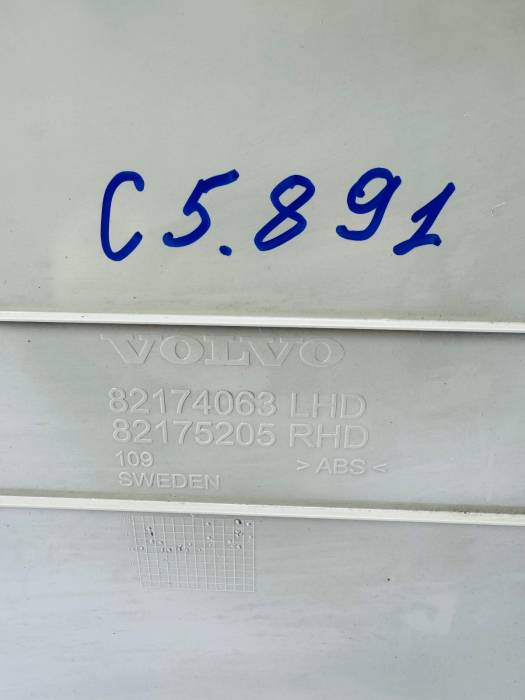 C5.891
VOLVO
82174063 LHD
82175205 RHD
109 > ABS <
SWEDEN